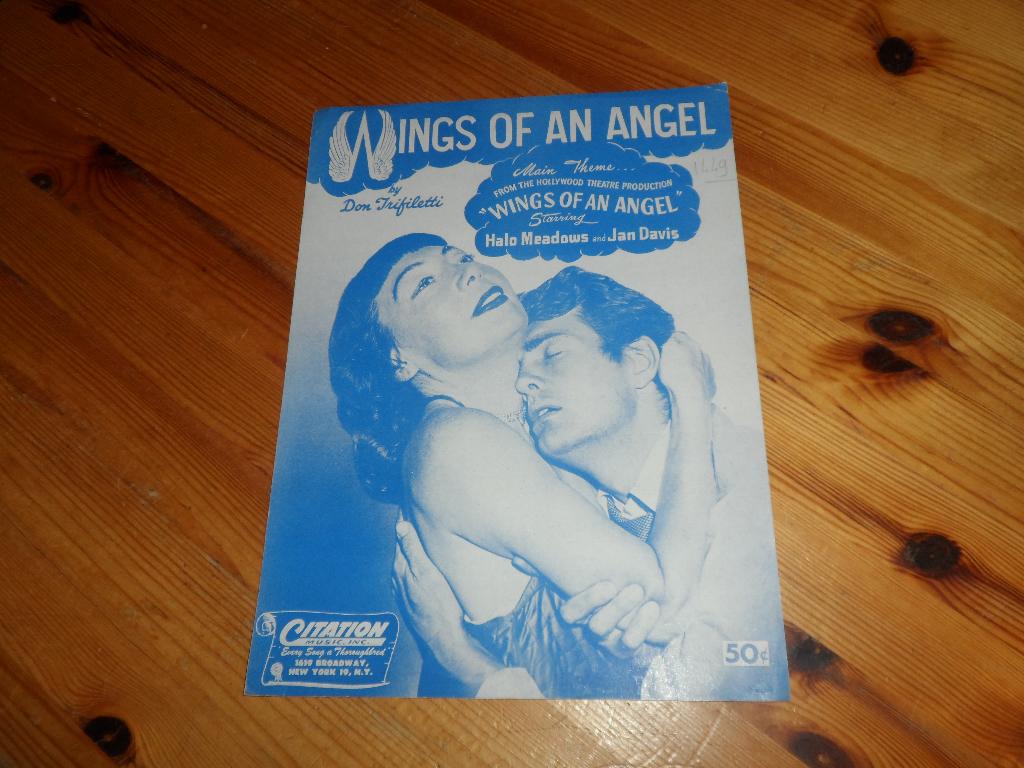 WINGS OF AN ANGEL
by
Don Trifiletti
Main Theme...
FROM THE HOLLYWOOD THEATRE PRODUCTION
"WINGS OF AN ANGEL"
Starring
Halo Meadows and Jan Davis
CITATION
MUSIC, INC.
Every Song a Thoroughbred
1619 BROADWAY,
NEW YORK 19, N.Y.
50¢